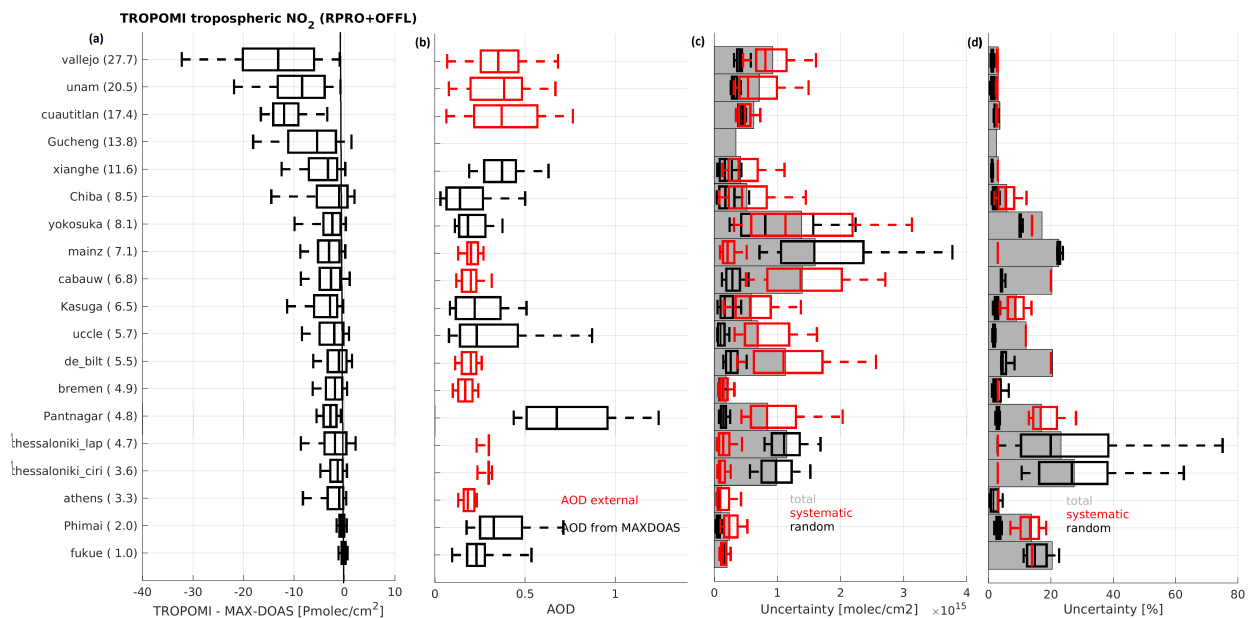 TROPOMI tropospheric NO2 (RPRO+OFFL)
(a)
(b)
(c)
(d)
vallejo (27.7)
unam (20.5)
cuautitlan (17.4)
Gucheng (13.8)
xianghe (11.6)
Chiba ( 8.5)
yokosuka ( 8.1)
mainz ( 7.1)
cabauw ( 6.8)
Kasuga ( 6.5)
uccle ( 5.7)
de_bilt ( 5.5)
bremen ( 4.9)
Pantnagar ( 4.8)
thessaloniki_lap ( 4.7)
thessaloniki_ciri ( 3.6)
athens ( 3.3)
Phimai ( 2.0)
fukue ( 1.0)
AOD external
AOD from MAXDOAS
total
systematic
random
total
systematic
random
-40 -30 -20 -10 0 10
0 0.5 1
0 1 2 3 4
×10^15
0 20 40 60 80
TROPOMI - MAX-DOAS [Pmolec/cm^2]
AOD
Uncertainty [molec/cm2]
Uncertainty [%]